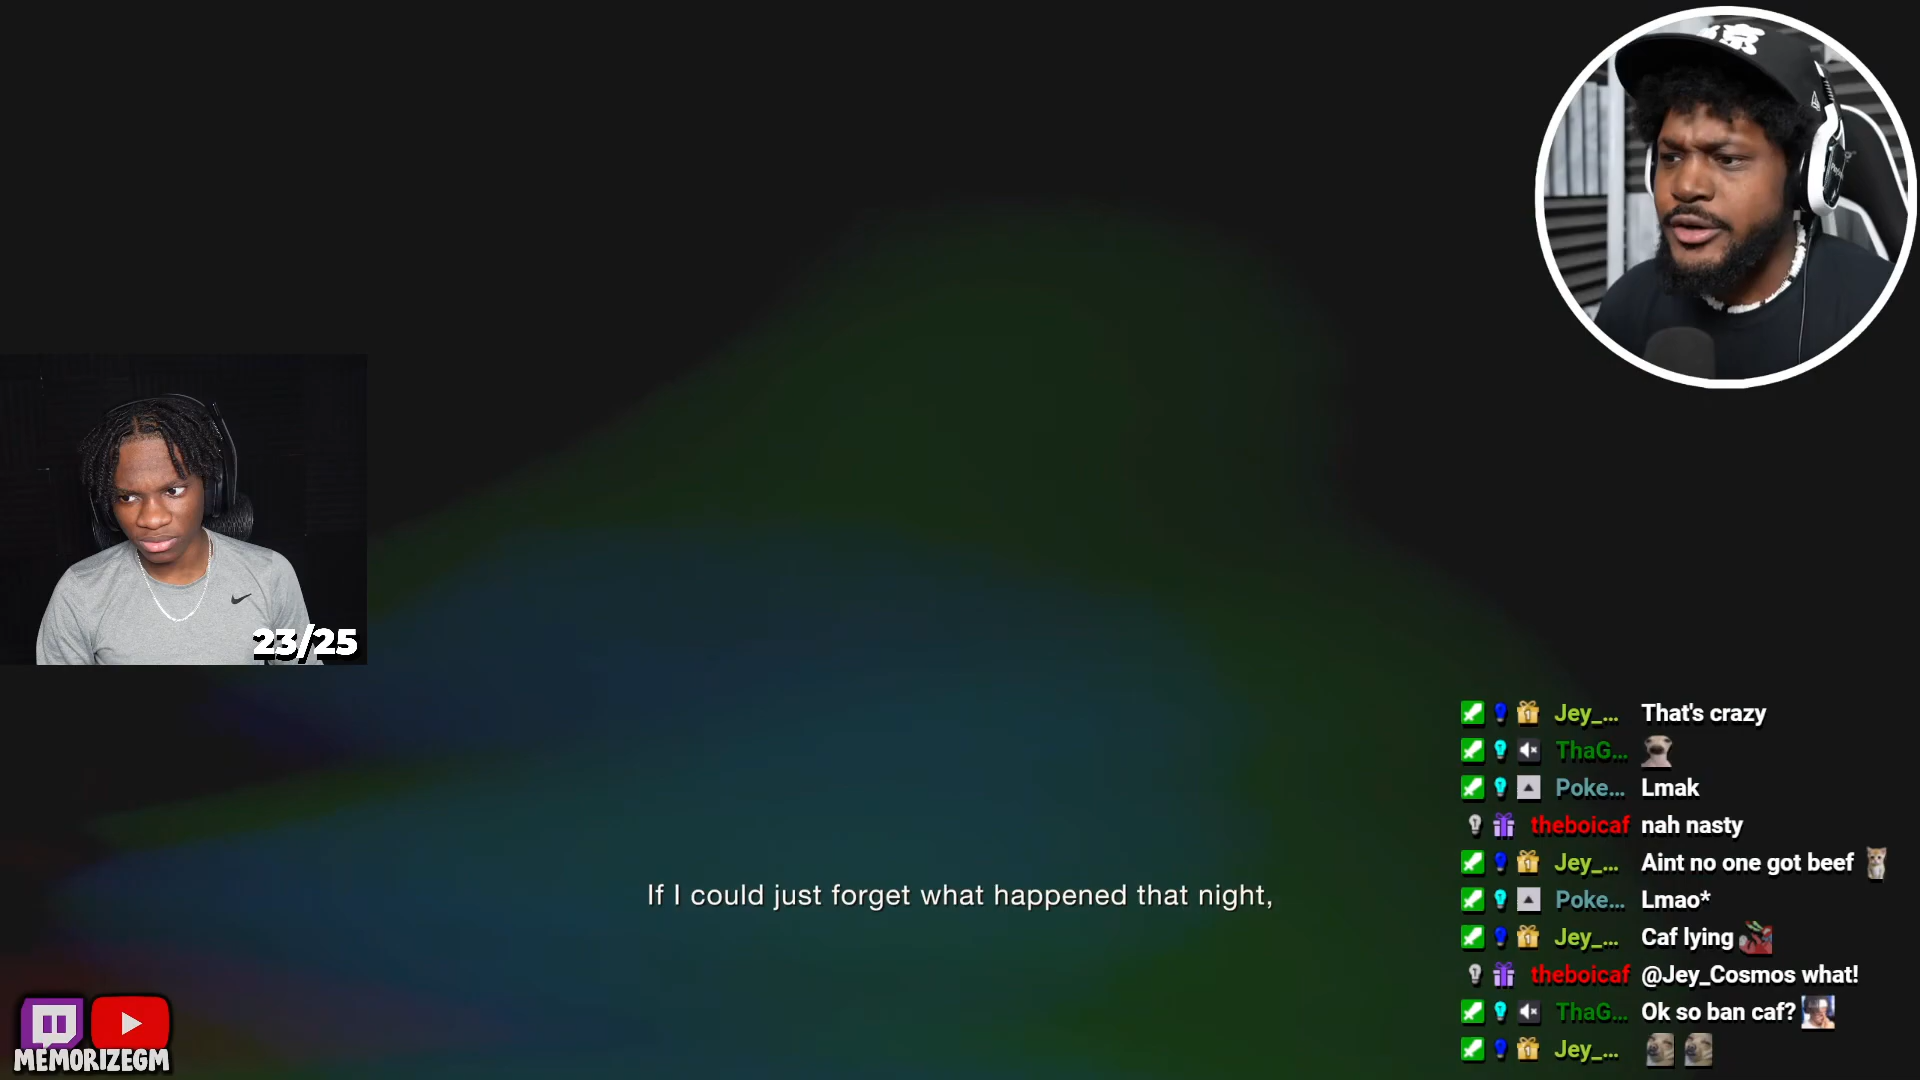 23/25
If I could just forget what happened that night,
Jey_... That's crazy
ThaG...
Poke... Lmak
theboicaf nah nasty
Jey_... Aint no one got beef
Poke... Lmao*
Jey_... Caf lying
theboicaf @Jey_Cosmos what!
ThaG... Ok so ban caf?
Jey_...
MEMORIZEGM